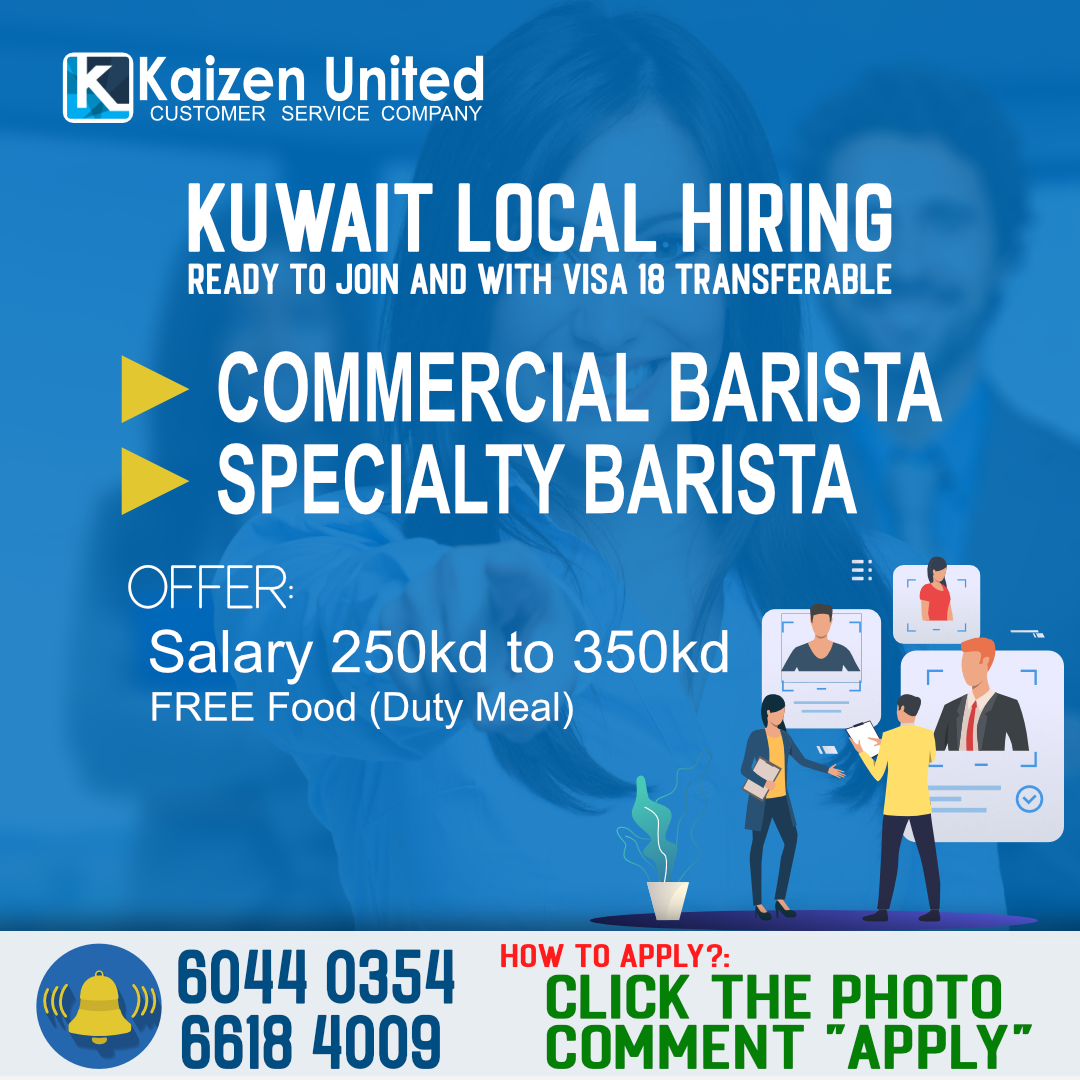 K Kaizen United
CUSTOMER SERVICE COMPANY
KUWAIT LOCAL HIRING
READY TO JOIN AND WITH VISA 18 TRANSFERABLE
COMMERCIAL BARISTA
SPECIALTY BARISTA
OFFER:
Salary 250kd to 350kd
FREE Food (Duty Meal)
6044 0354
6618 4009
HOW TO APPLY?:
CLICK THE PHOTO
COMMENT "APPLY"